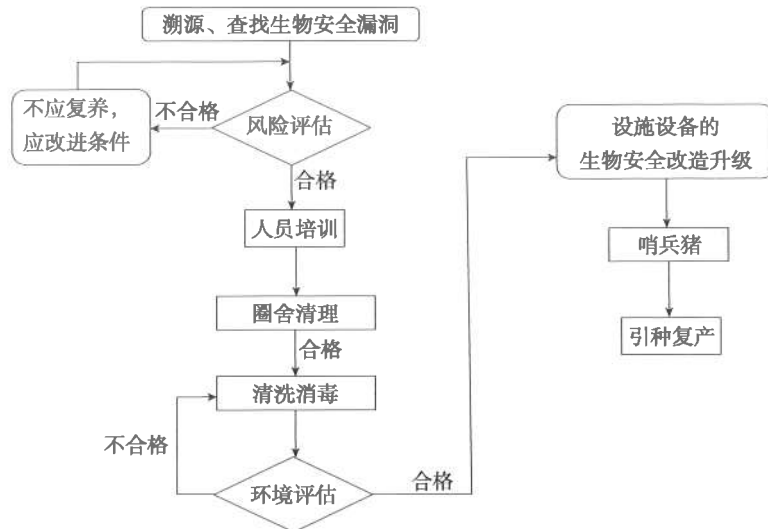 溯源、查找生物安全漏洞
不应复养，
应改进条件
不合格
风险评估
合格
人员培训
圈舍清理
合格
清洗消毒
不合格
环境评估
合格
设施设备的
生物安全改造升级
哨兵猪
引种复产